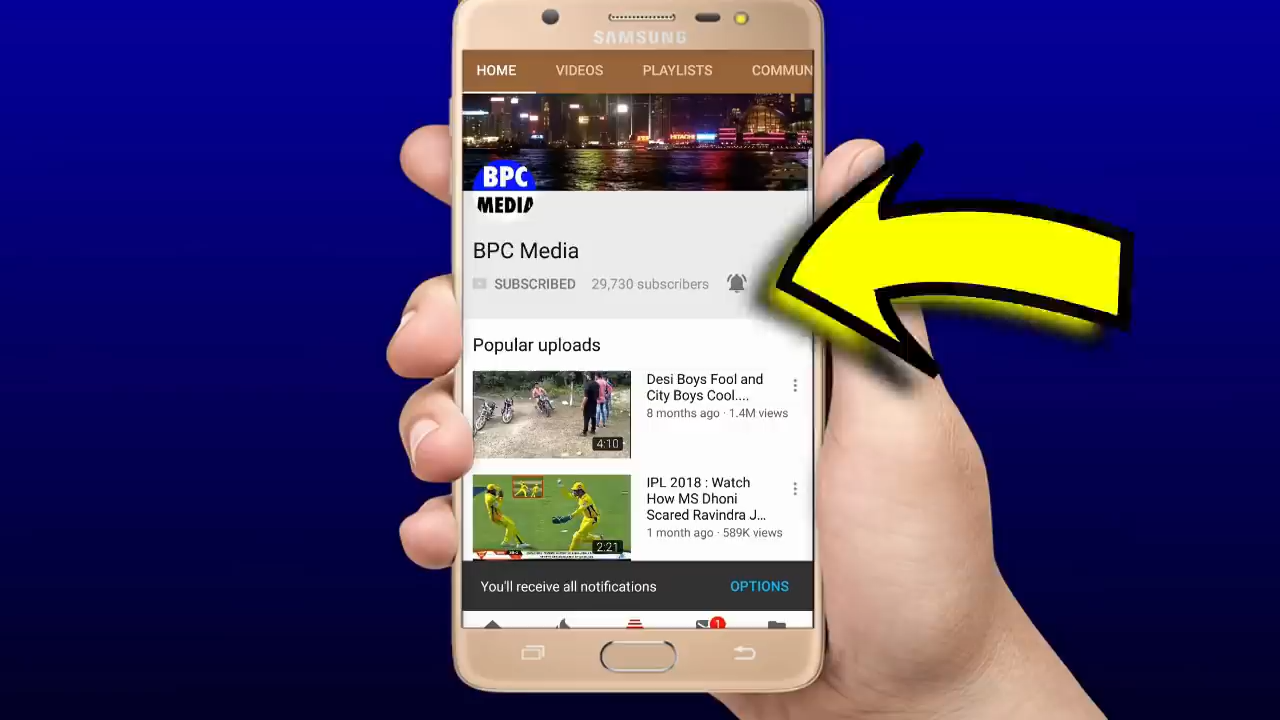 SAMSUNG
HOME VIDEOS PLAYLISTS COMMUN
HITACHI
BPC
MEDIA
BPC Media
SUBSCRIBED 29,730 subscribers
Popular uploads
Desi Boys Fool and
City Boys Cool....
8 months ago · 1.4M views
4:10
IPL 2018 : Watch
How MS Dhoni
Scared Ravindra J...
1 month ago · 589K views
2:21
You'll receive all notifications OPTIONS
1